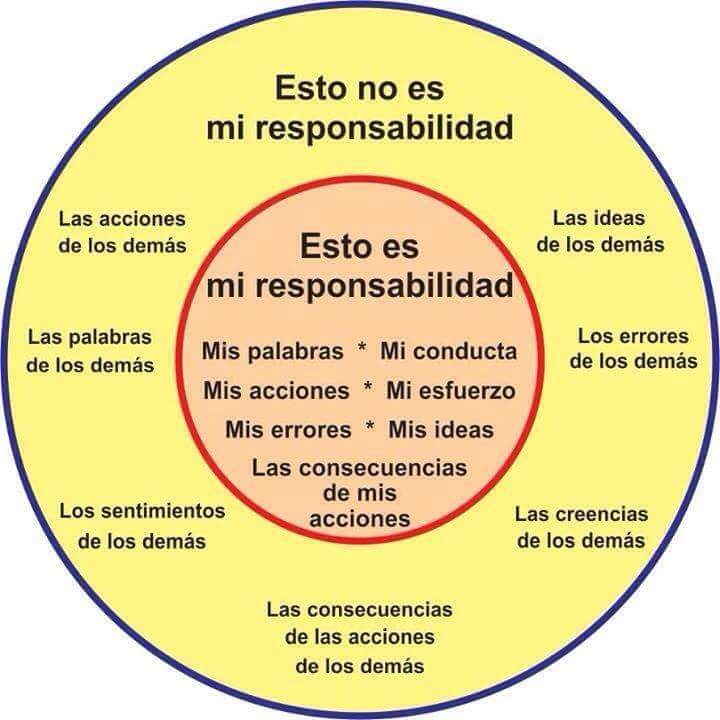 Esto no es
mi responsabilidad
Las acciones
de los demás
Las ideas
de los demás
Las palabras
de los demás
Los errores
de los demás
Los sentimientos
de los demás
Las creencias
de los demás
Las consecuencias
de las acciones
de los demás
Esto es
mi responsabilidad
Mis palabras * Mi conducta
Mis acciones * Mi esfuerzo
Mis errores * Mis ideas
Las consecuencias
de mis
acciones